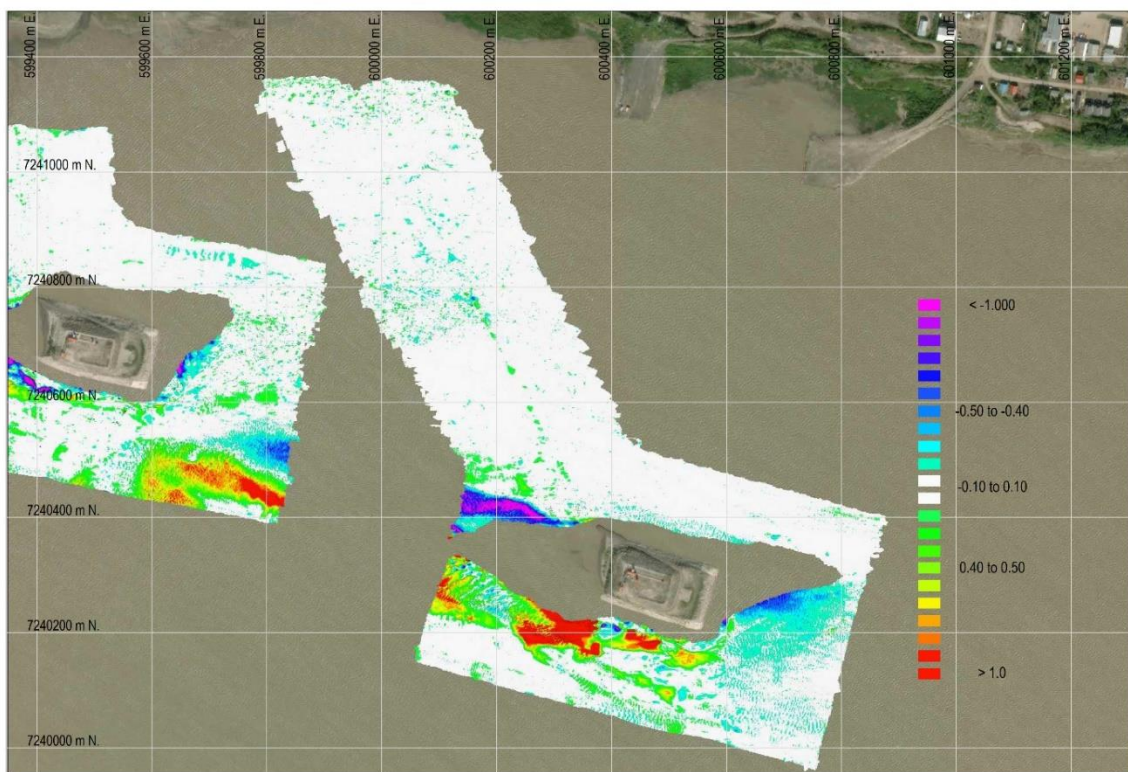 599400 m E.
599600 m E.
599800 m E.
600000 m E.
600200 m E.
600400 m E.
600600 m E.
600800 m E.
601000 m E.
601200 m E.
7241000 m N.
7240800 m N.
7240600 m N.
7240400 m N.
7240200 m N.
7240000 m N.
< -1.000
-0.50 to -0.40
-0.10 to 0.10
0.40 to 0.50
> 1.0